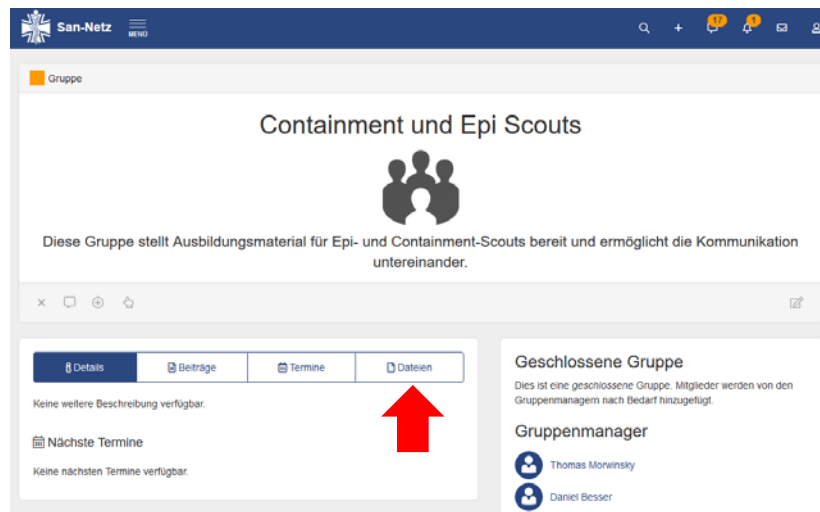 San-Netz
MENÜ
17
1
Gruppe
Containment und Epi Scouts
Diese Gruppe stellt Ausbildungsmaterial für Epi- und Containment-Scouts bereit und ermöglicht die Kommunikation
untereinander.
Details
Beiträge
Termine
Dateien
Keine weitere Beschreibung verfügbar.
Nächste Termine
Keine nächsten Termine verfügbar.
Geschlossene Gruppe
Dies ist eine geschlossene Gruppe. Mitglieder werden von den
Gruppenmanagern nach Bedarf hinzugefügt.
Gruppenmanager
Thomas Morwinsky
Daniel Besser